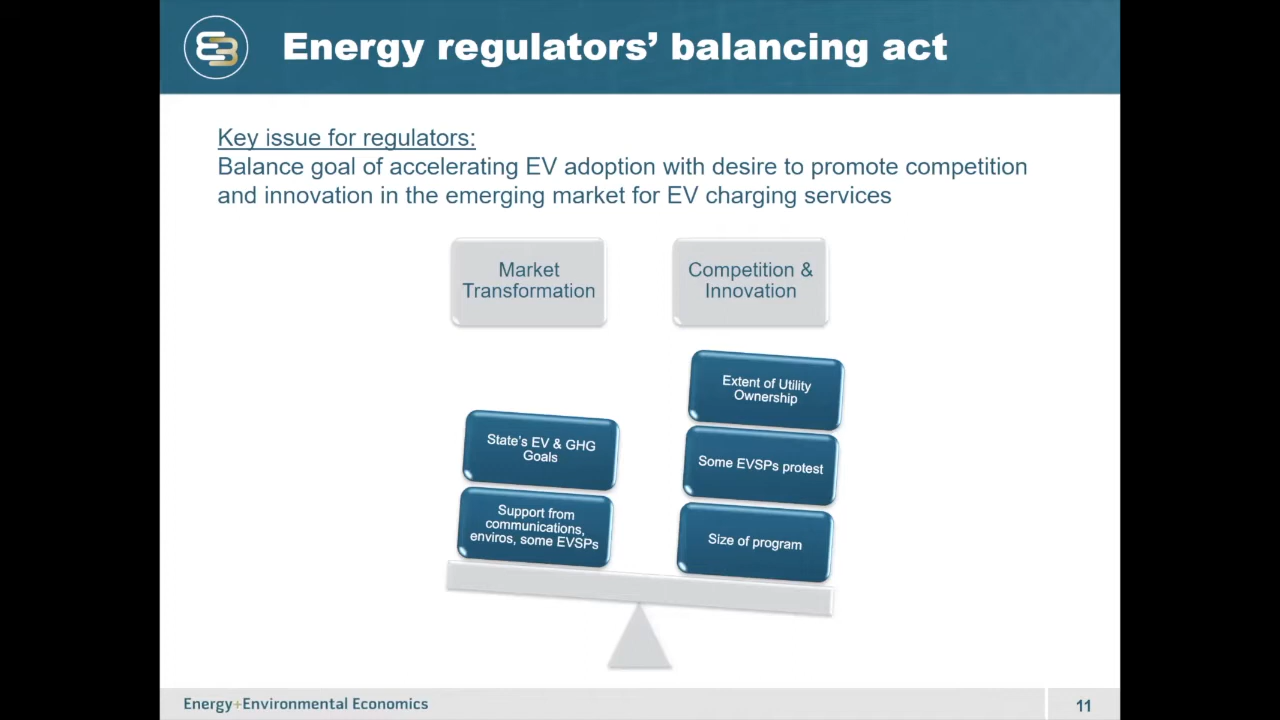 Energy regulators' balancing act
Key issue for regulators:
Balance goal of accelerating EV adoption with desire to promote competition
and innovation in the emerging market for EV charging services
Market
Transformation
Competition &
Innovation
State's EV & GHG
Goals
Support from
communications,
enviros, some EVSPs
Extent of Utility
Ownership
Some EVSPs protest
Size of program
Energy+Environmental Economics
11